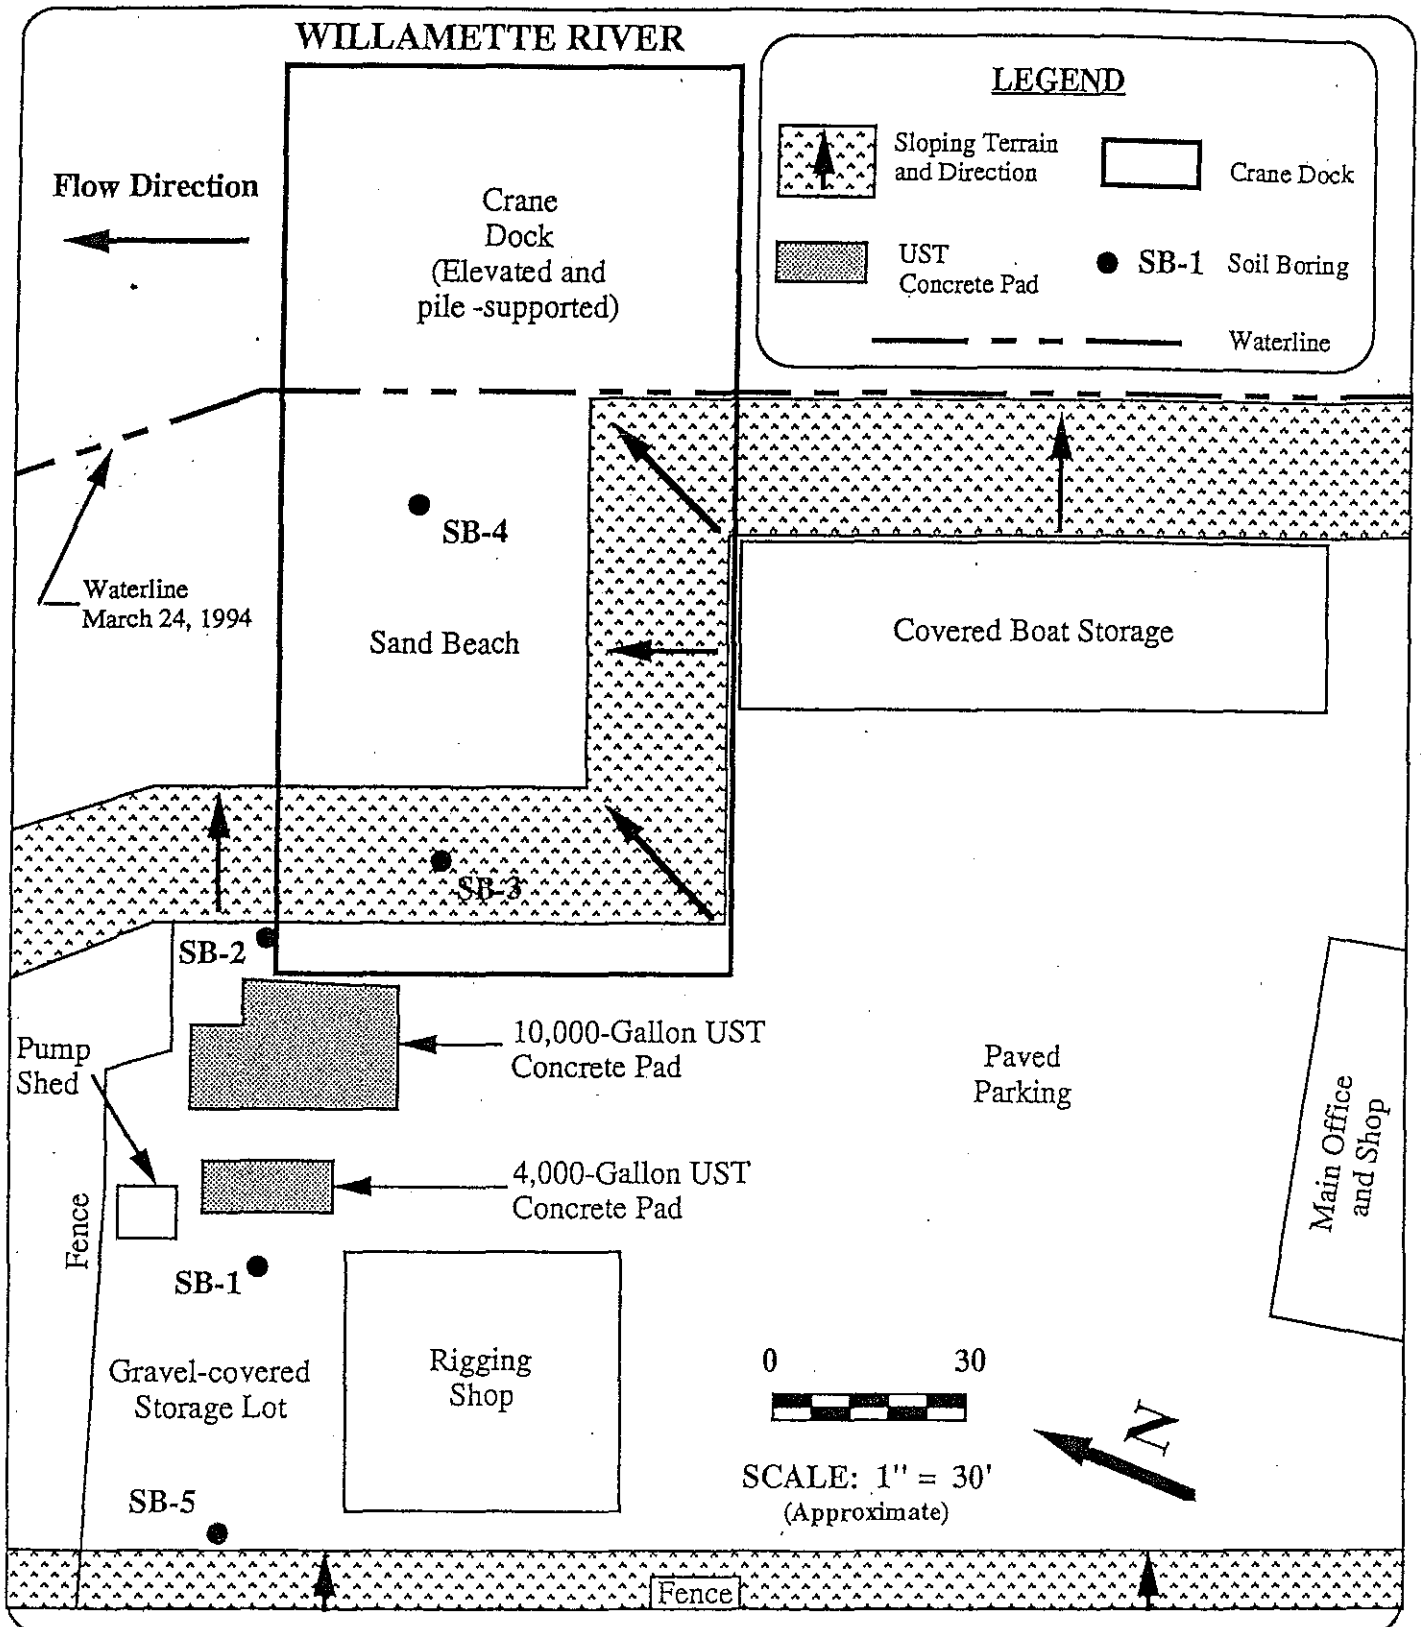 WILLAMETTE RIVER
LEGEND
Sloping Terrain
and Direction
Crane Dock
UST
Concrete Pad
SB-1 Soil Boring
Waterline
Flow Direction
Crane
Dock
(Elevated and
pile -supported)
SB-4
Waterline
March 24, 1994
Sand Beach
Covered Boat Storage
SB-3
SB-2
10,000-Gallon UST
Concrete Pad
Pump
Shed
Paved
Parking
Main Office
and Shop
4,000-Gallon UST
Concrete Pad
Fence
SB-1
Gravel-covered
Storage Lot
Rigging
Shop
0 30
SCALE: 1" = 30'
(Approximate)
N
SB-5
Fence